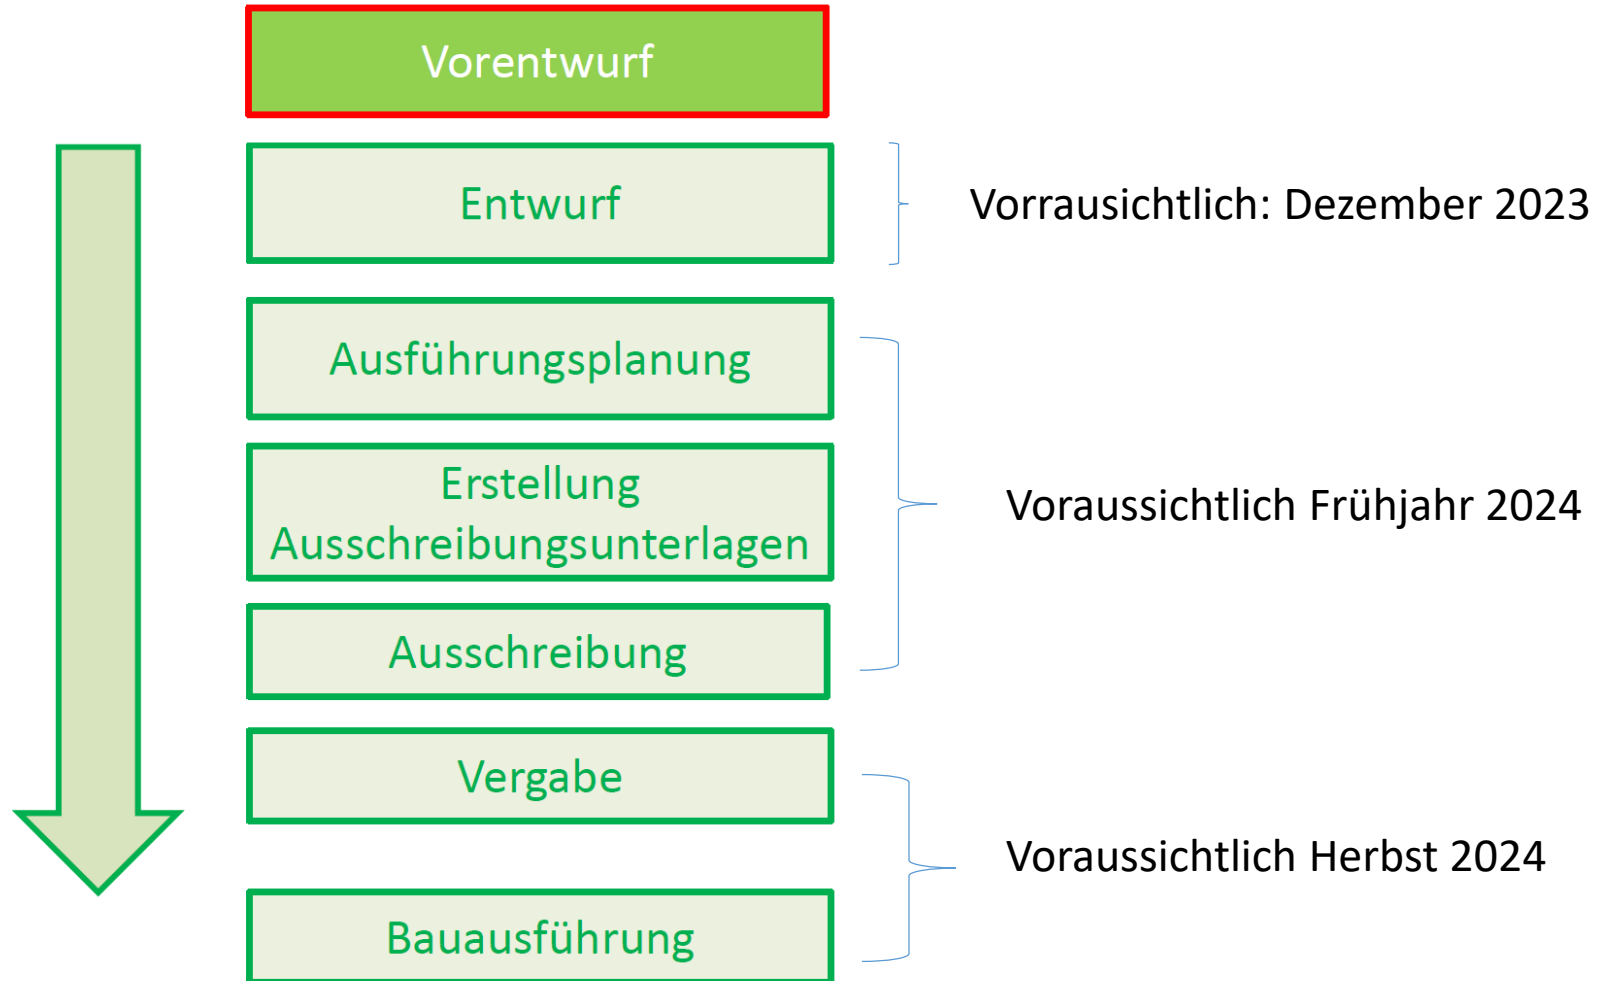 Vorentwurf
Entwurf
Vorrausichtlich: Dezember 2023
Ausführungsplanung
Erstellung
Ausschreibungsunterlagen
Voraussichtlich Frühjahr 2024
Ausschreibung
Vergabe
Voraussichtlich Herbst 2024
Bauausführung